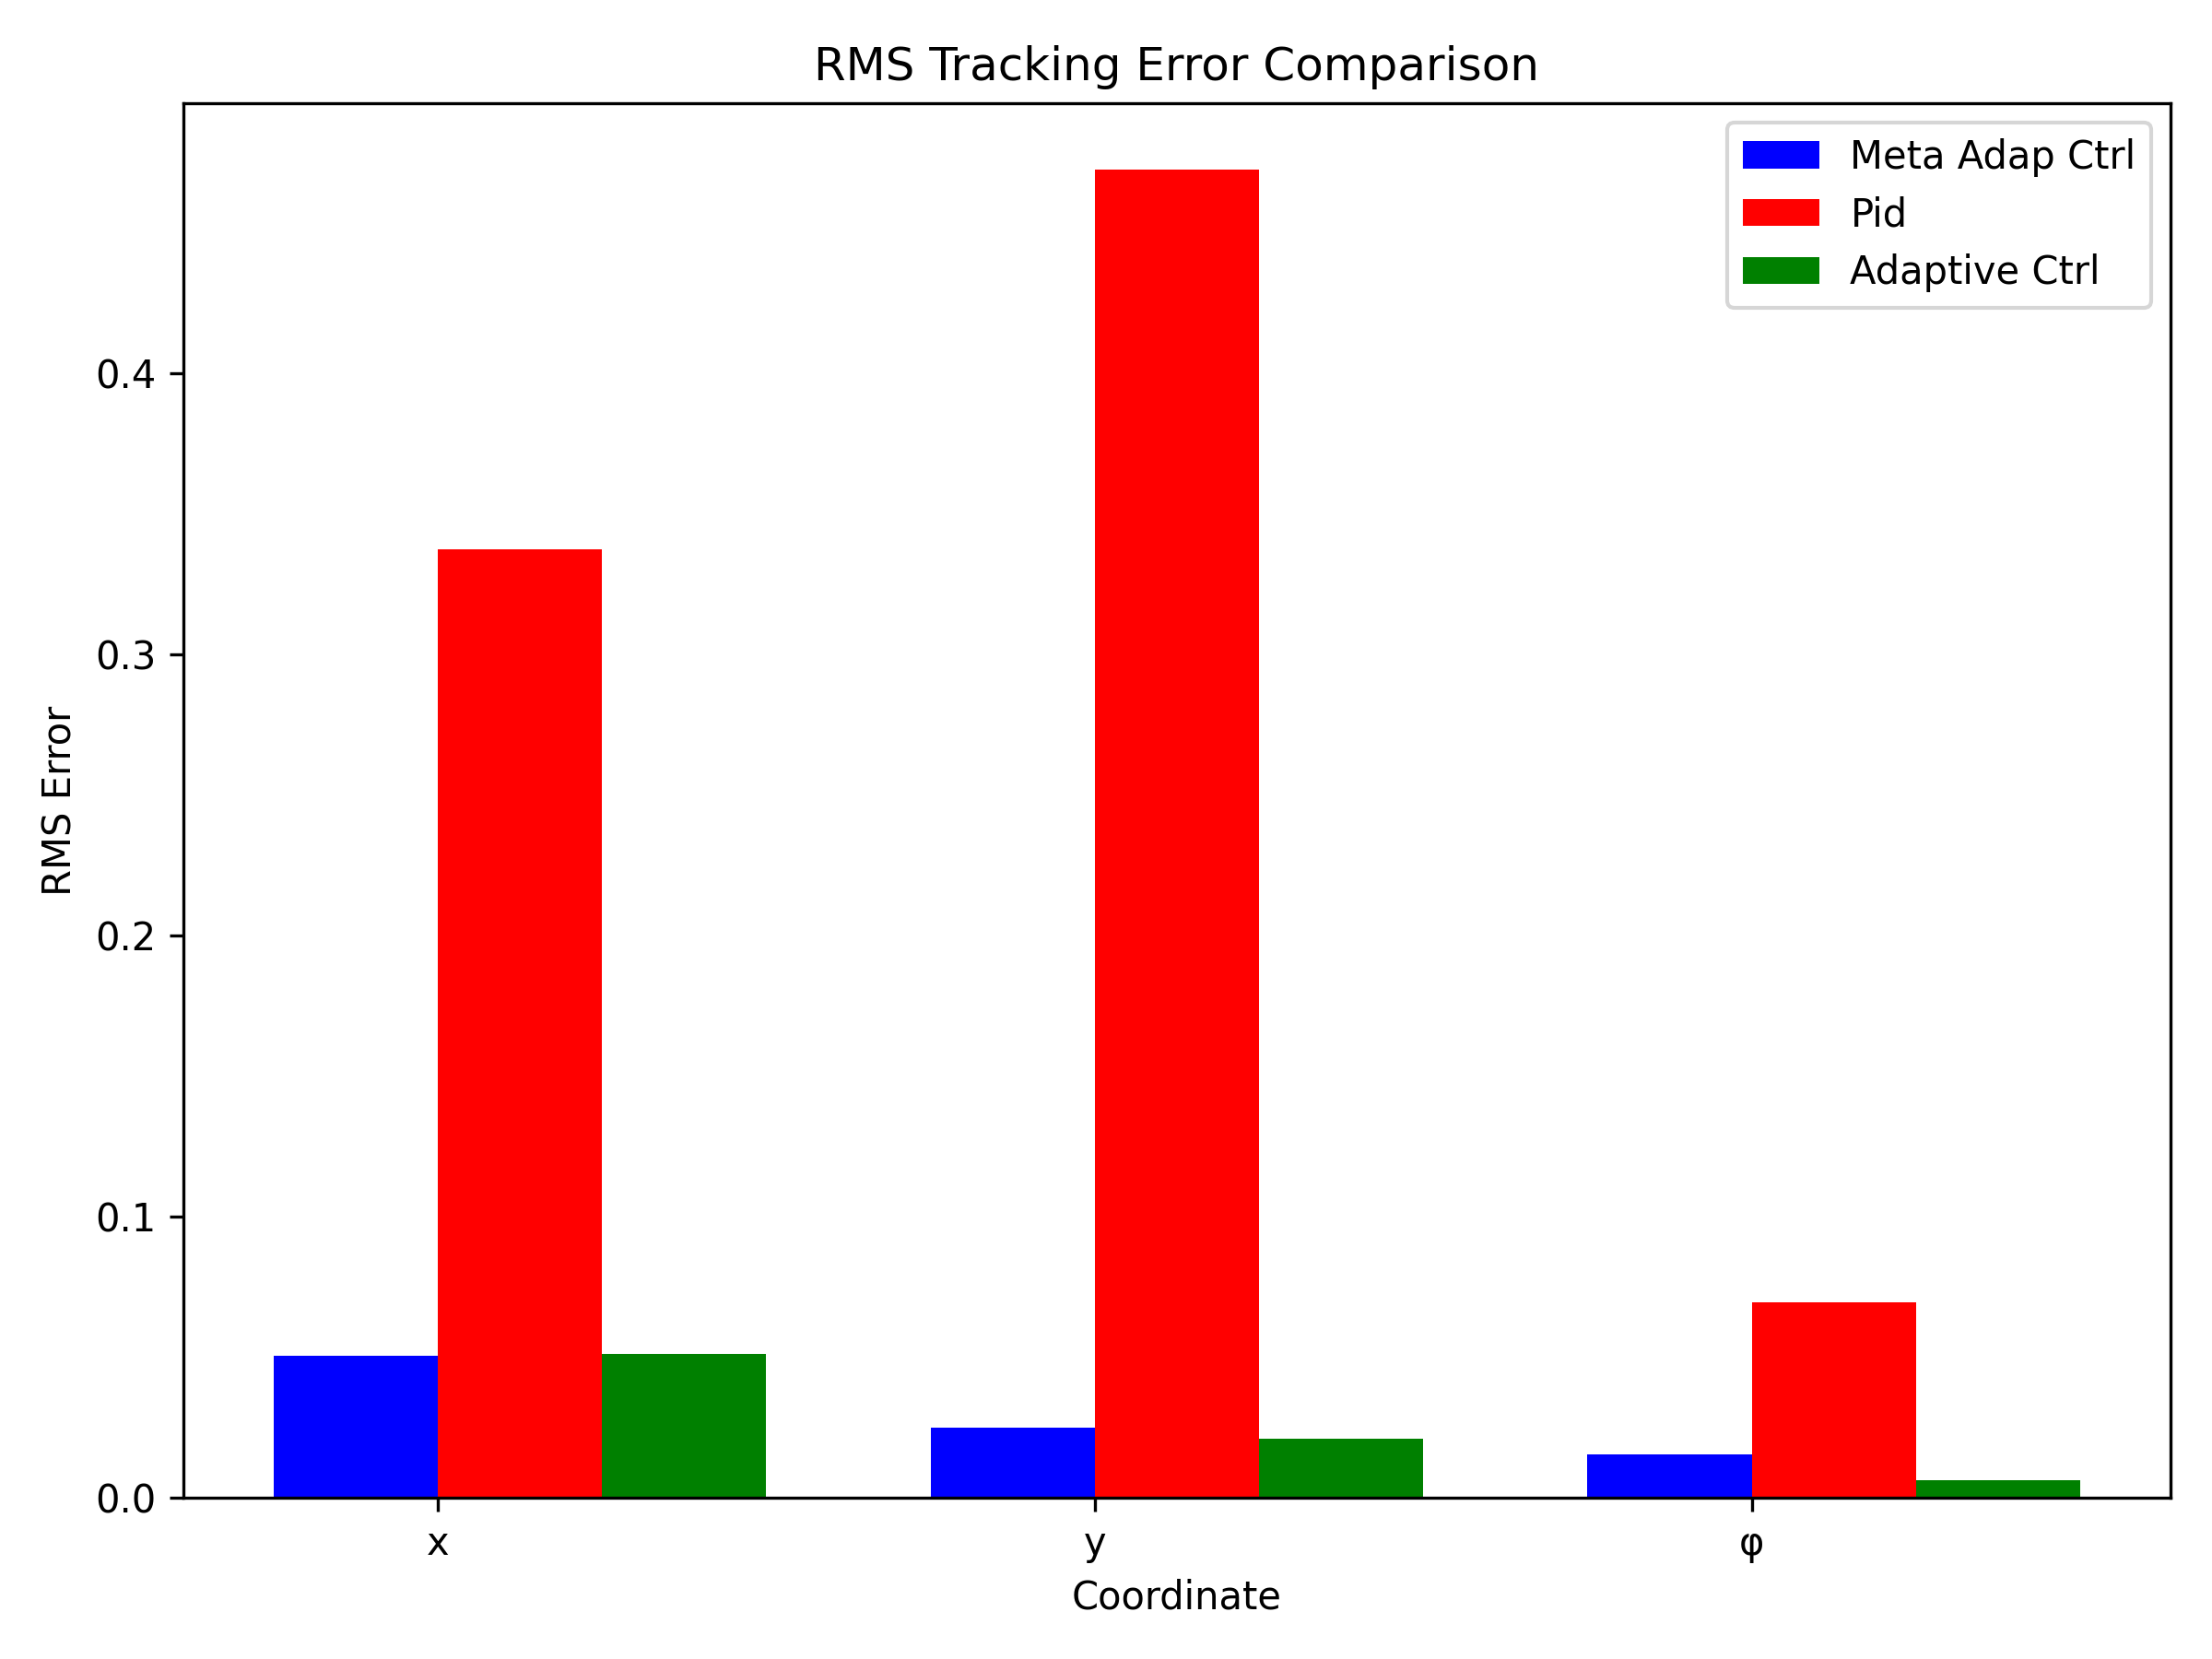 RMS Tracking Error Comparison
Meta Adap Ctrl
Pid
Adaptive Ctrl
RMS Error
0.4
0.3
0.2
0.1
0.0
x y φ
Coordinate